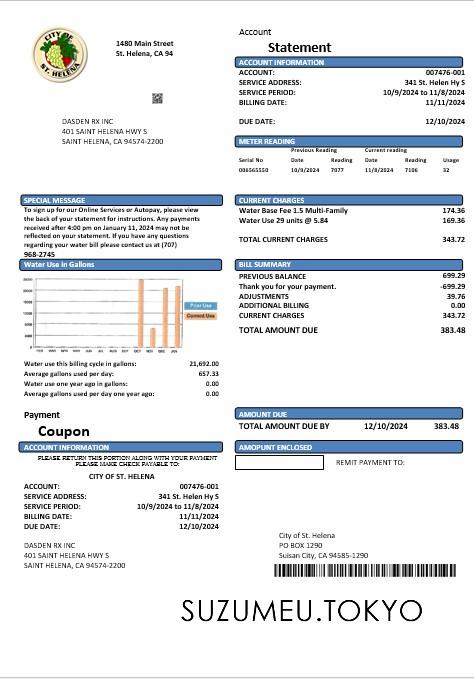 CITY OF
ST. HELENA
1480 Main Street
St. Helena, CA 94
DASDEN RX INC
401 SAINT HELENA HWY S
SAINT HELENA, CA 94574-2200
Account
Statement
ACCOUNT INFORMATION
ACCOUNT: 007476-001
SERVICE ADDRESS: 341 St. Helen Hy S
SERVICE PERIOD: 10/9/2024 to 11/8/2024
BILLING DATE: 11/11/2024
DUE DATE: 12/10/2024
METER READING
Previous Reading Current reading
Serial No Date Reading Date Reading Usage
006565550 10/9/2024 7077 11/8/2024 7106 32
SPECIAL MESSAGE
To sign up for our Online Services or Autopay, please view
the back of your statement for instructions. Any payments
received after 4:00 pm on January 11, 2024 may not be
reflected on your statement. If you have any questions
regarding your water bill please contact us at (707)
968-2745
CURRENT CHARGES
Water Base Fee 1.5 Multi-Family 174.36
Water Use 29 units @ 5.84 169.36
TOTAL CURRENT CHARGES 343.72
Water Use in Gallons
Prior Use
Current Use
Water use this billing cycle in gallons: 21,692.00
Average gallons used per day: 657.33
Water use one year ago in gallons: 0.00
Average gallons used per day one year ago: 0.00
BILL SUMMARY
PREVIOUS BALANCE 699.29
Thank you for your payment. -699.29
ADJUSTMENTS 39.76
ADDITIONAL BILLING 0.00
CURRENT CHARGES 343.72
TOTAL AMOUNT DUE 383.48
Payment
Coupon
ACCOUNT INFORMATION
PLEASE RETURN THIS PORTION ALONG WITH YOUR PAYMENT
PLEASE MAKE CHECK PAYABLE TO:
CITY OF ST. HELENA
ACCOUNT: 007476-001
SERVICE ADDRESS: 341 St. Helen Hy S
SERVICE PERIOD: 10/9/2024 to 11/8/2024
BILLING DATE: 11/11/2024
DUE DATE: 12/10/2024
DASDEN RX INC
401 SAINT HELENA HWY S
SAINT HELENA, CA 94574-2200
AMOUNT DUE
TOTAL AMOUNT DUE BY 12/10/2024 383.48
AMOPUNT ENCLOSED
REMIT PAYMENT TO:
City of St. Helena
PO BOX 1290
Suisan City, CA 94585-1290
SUZUMEU.TOKYO